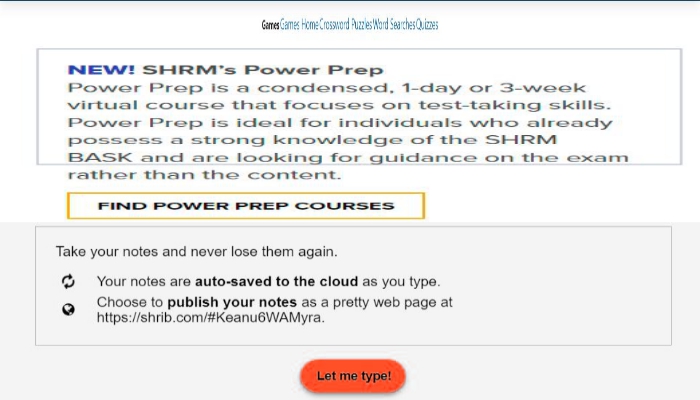 Games Games Home Crossword Puzzles Word Searches Quizzes
NEW! SHRM's Power Prep
Power Prep is a condensed, 1-day or 3-week
virtual course that focuses on test-taking skills.
Power Prep is ideal for individuals who already
possess a strong knowledge of the SHRM
BASK and are looking for guidance on the exam
rather than the content.
FIND POWER PREP COURSES
Take your notes and never lose them again.
Your notes are auto-saved to the cloud as you type.
Choose to publish your notes as a pretty web page at
https://shrib.com/#Keanu6WAMyra.
Let me type!